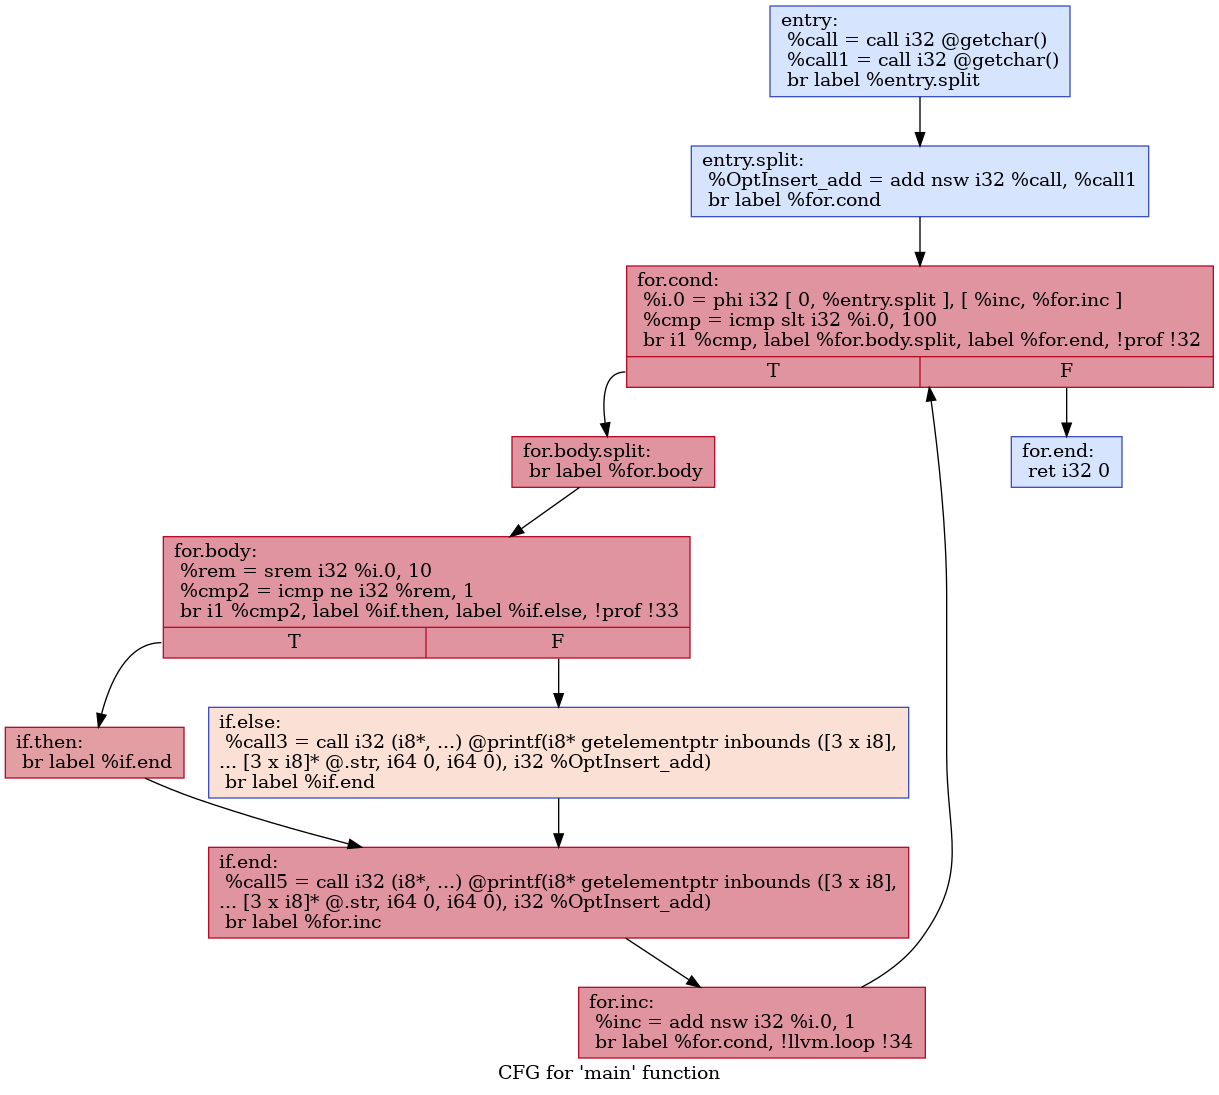 entry:
%call = call i32 @getchar()
%call1 = call i32 @getchar()
br label %entry.split
entry.split:
%OptInsert_add = add nsw i32 %call, %call1
br label %for.cond
for.cond:
%i.0 = phi i32 [ 0, %entry.split ], [ %inc, %for.inc ]
%cmp = icmp slt i32 %i.0, 100
br i1 %cmp, label %for.body.split, label %for.end, !prof !32
T F
for.body.split:
br label %for.body
for.end:
ret i32 0
for.body:
%rem = srem i32 %i.0, 10
%cmp2 = icmp ne i32 %rem, 1
br i1 %cmp2, label %if.then, label %if.else, !prof !33
T F
if.then:
br label %if.end
if.else:
%call3 = call i32 (i8*, ...) @printf(i8* getelementptr inbounds ([3 x i8],
... [3 x i8]* @.str, i64 0, i64 0), i32 %OptInsert_add)
br label %if.end
if.end:
%call5 = call i32 (i8*, ...) @printf(i8* getelementptr inbounds ([3 x i8],
... [3 x i8]* @.str, i64 0, i64 0), i32 %OptInsert_add)
br label %for.inc
for.inc:
%inc = add nsw i32 %i.0, 1
br label %for.cond, !llvm.loop !34
CFG for 'main' function